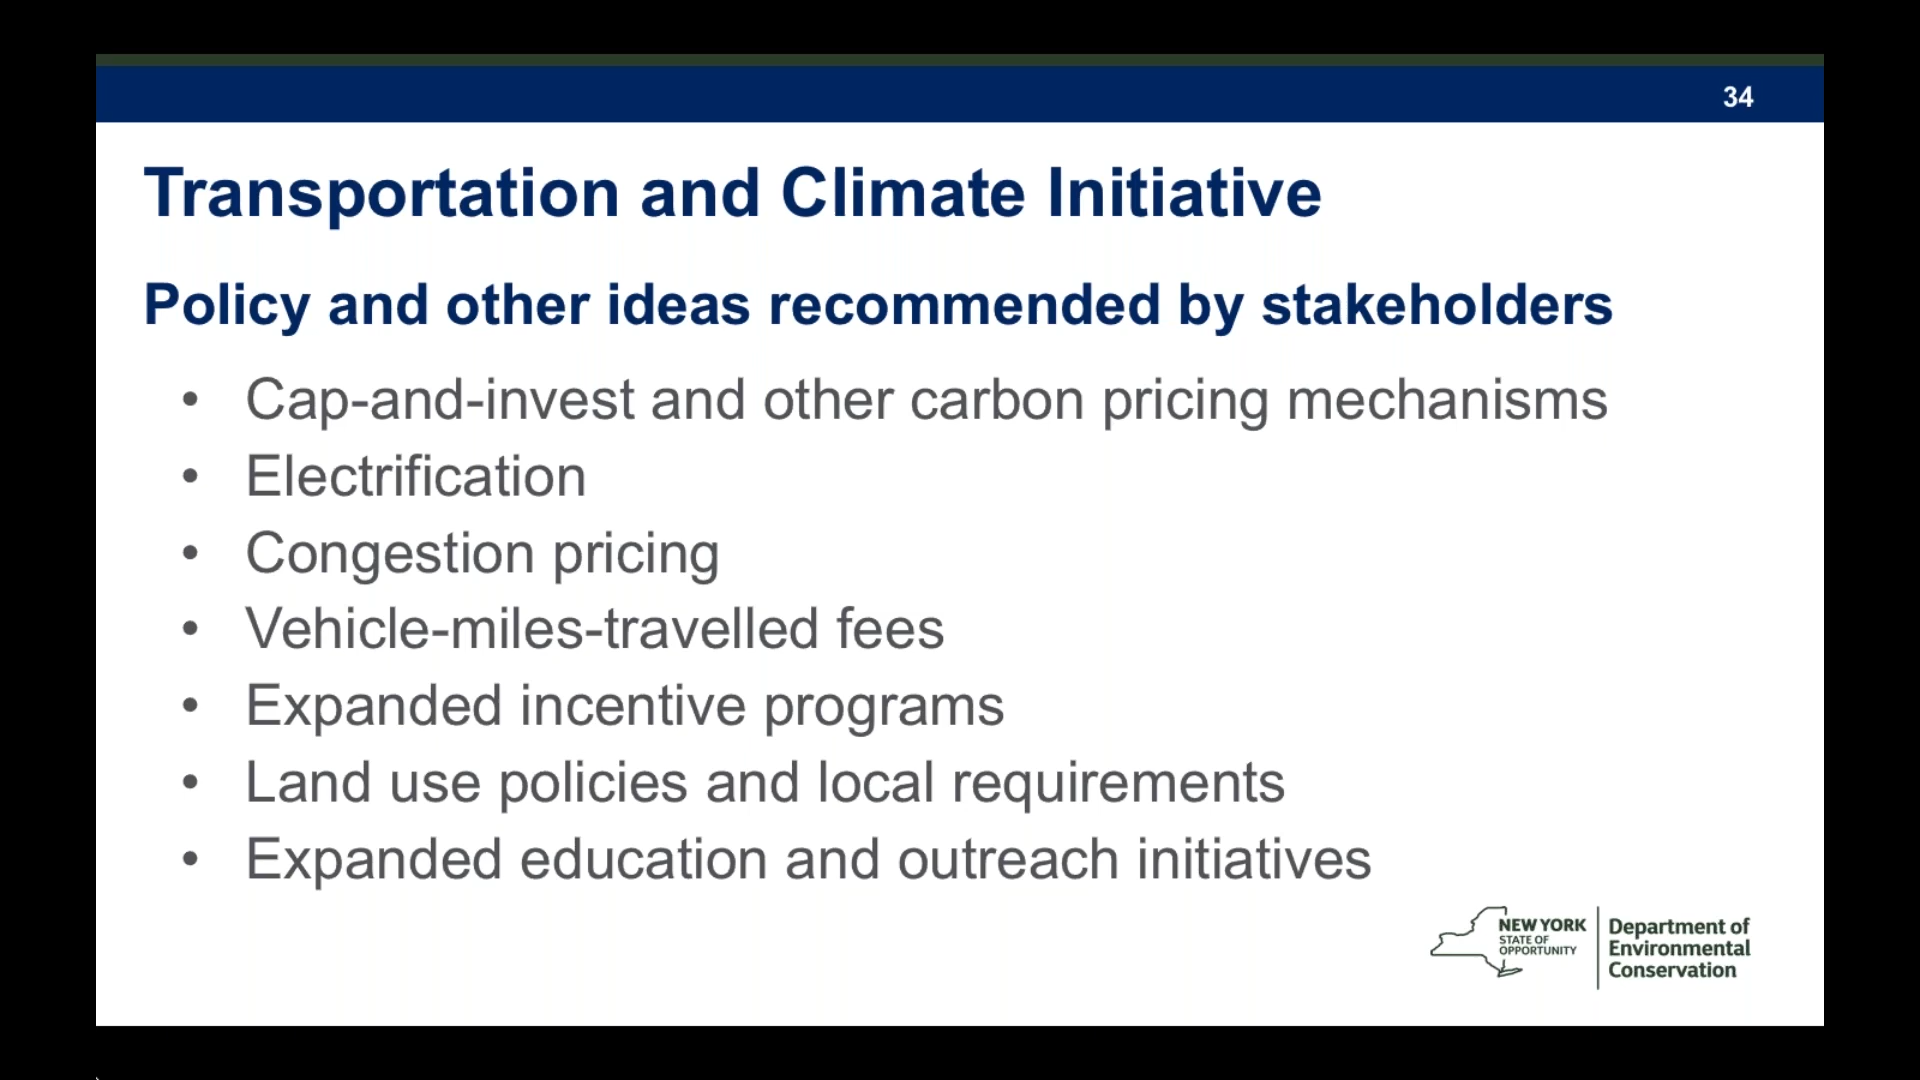 34
Transportation and Climate Initiative
Policy and other ideas recommended by stakeholders
• Cap-and-invest and other carbon pricing mechanisms
• Electrification
• Congestion pricing
• Vehicle-miles-travelled fees
• Expanded incentive programs
• Land use policies and local requirements
• Expanded education and outreach initiatives
NEW YORK
STATE OF
OPPORTUNITY
Department of
Environmental
Conservation